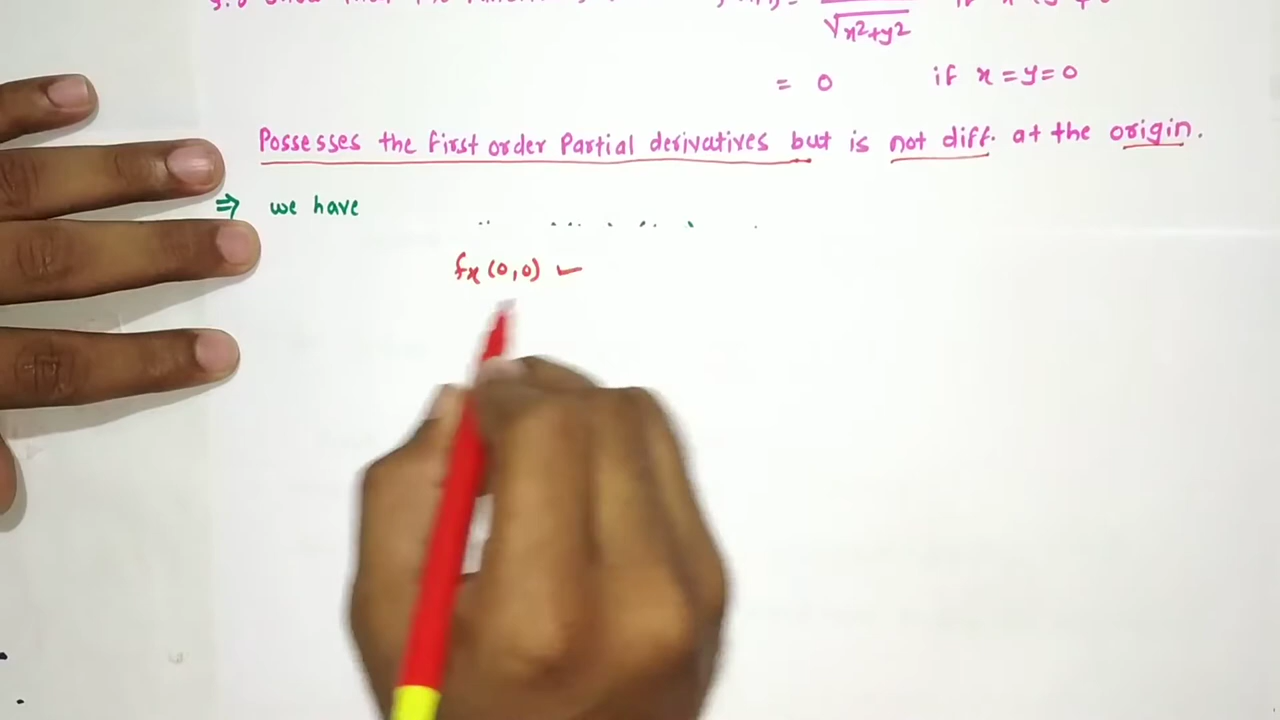 √x²+y²
= 0 if x=y=0
Possesses the first order Partial derivatives but is not diff. at the origin.
⇒ we have
fx (0,0) ✓